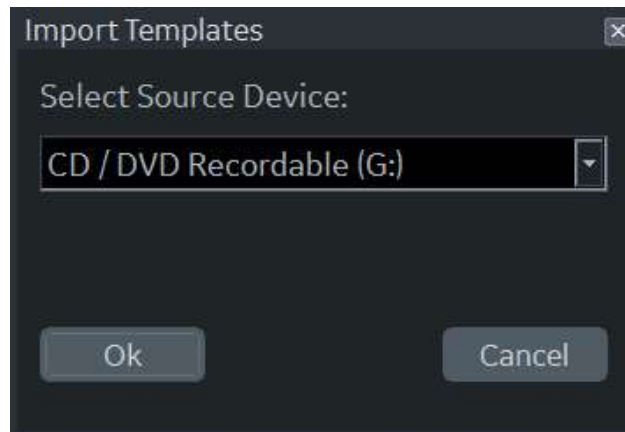 Import Templates
Select Source Device:
CD / DVD Recordable (G:)
Ok
Cancel